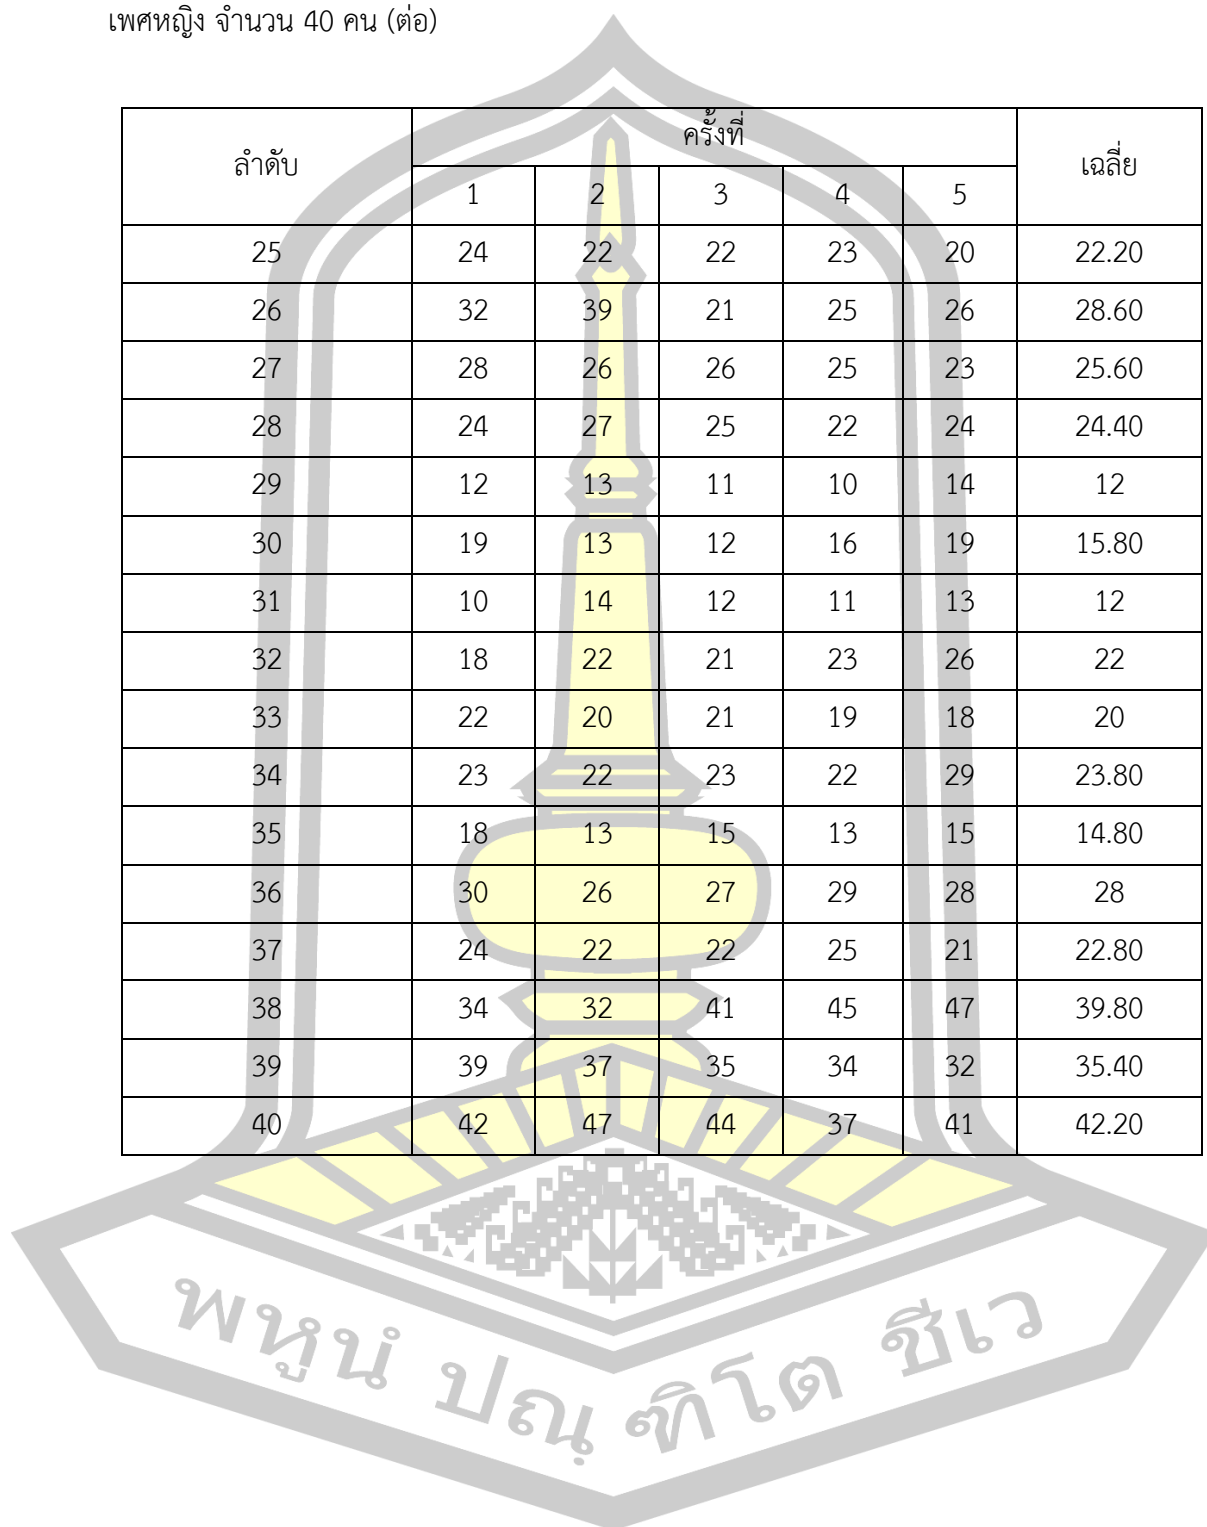 เพศหญิง จำนวน 40 คน (ต่อ)
ลำดับ ครั้งที่ เฉลี่ย
1 2 3 4 5
25 24 22 22 23 20 22.20
26 32 39 21 25 26 28.60
27 28 26 26 25 23 25.60
28 24 27 25 22 24 24.40
29 12 13 11 10 14 12
30 19 13 12 16 19 15.80
31 10 14 12 11 13 12
32 18 22 21 23 26 22
33 22 20 21 19 18 20
34 23 22 23 22 29 23.80
35 18 13 15 13 15 14.80
36 30 26 27 29 28 28
37 24 22 22 25 21 22.80
38 34 32 41 45 47 39.80
39 39 37 35 34 32 35.40
40 42 47 44 37 41 42.20
พหูนํ ปณฺฑิโต ชีเว